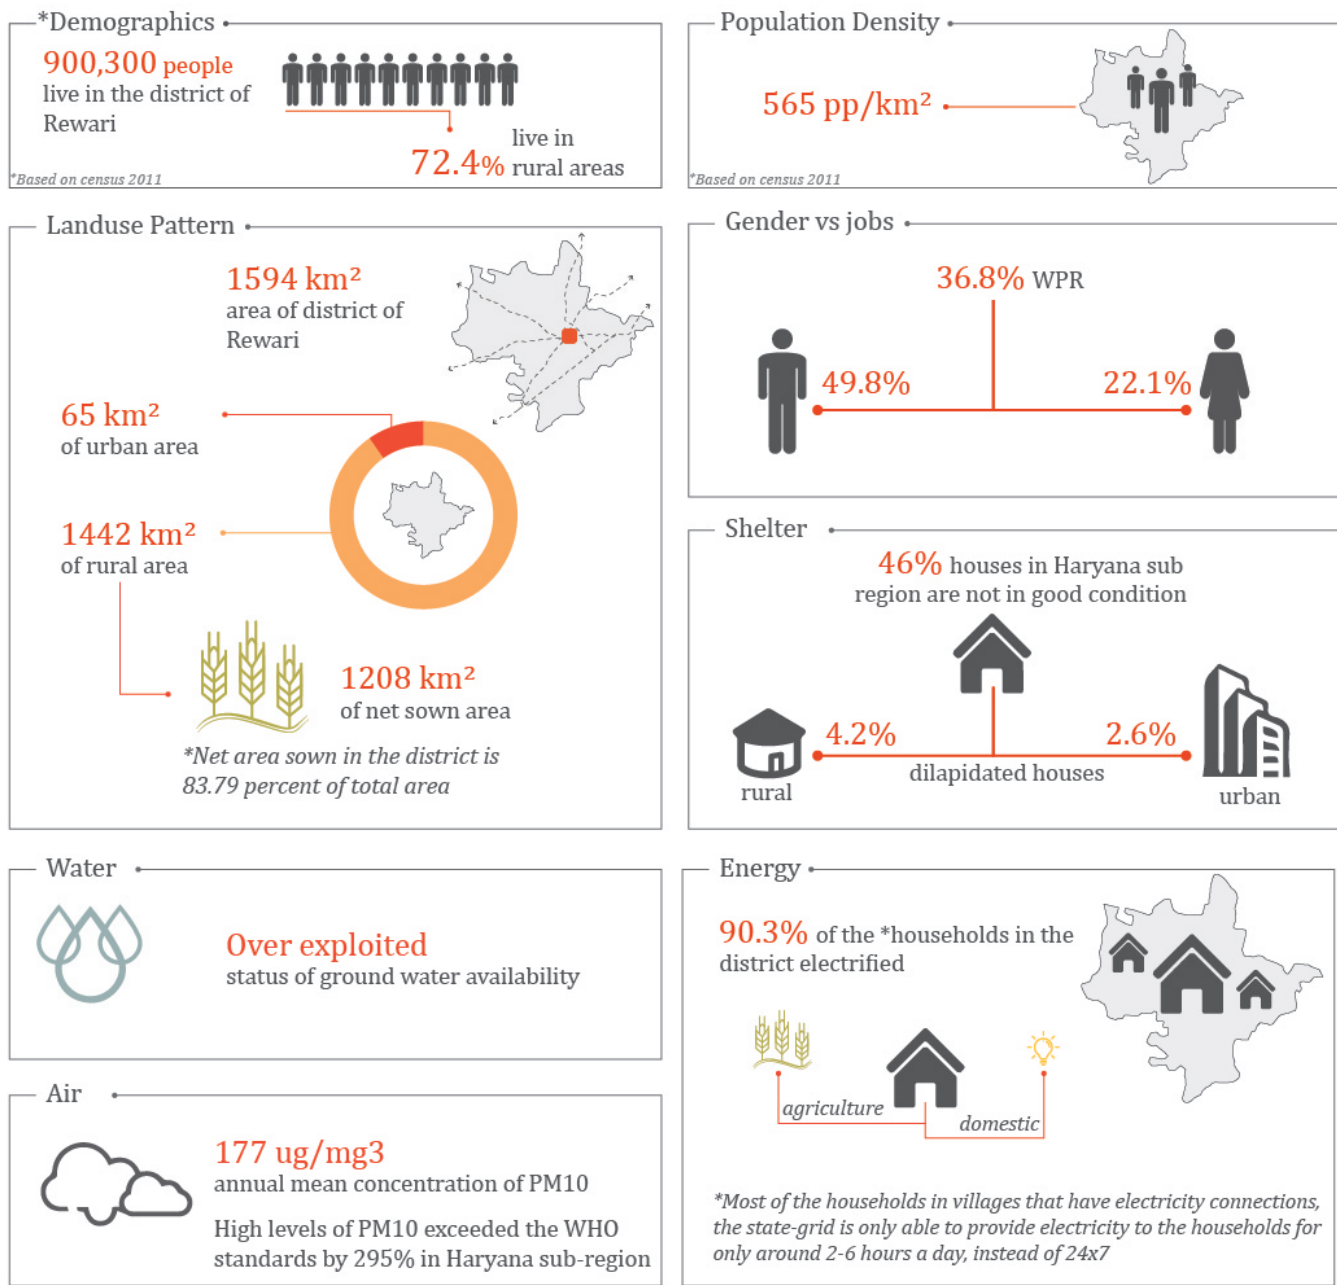 *Demographics
900,300 people
live in the district of
Rewari
72.4% live in
rural areas
*Based on census 2011
Population Density
565 pp/km²
*Based on census 2011
Landuse Pattern
1594 km²
area of district of
Rewari
65 km²
of urban area
1442 km²
of rural area
1208 km²
of net sown area
*Net area sown in the district is
83.79 percent of total area
Gender vs jobs
36.8% WPR
49.8%
22.1%
Shelter
46% houses in Haryana sub
region are not in good condition
4.2%
2.6%
dilapidated houses
rural
urban
Water
Over exploited
status of ground water availability
Air
177 ug/mg3
annual mean concentration of PM10
High levels of PM10 exceeded the WHO
standards by 295% in Haryana sub-region
Energy
90.3% of the *households in the
district electrified
agriculture
domestic
*Most of the households in villages that have electricity connections,
the state-grid is only able to provide electricity to the households for
only around 2-6 hours a day, instead of 24x7